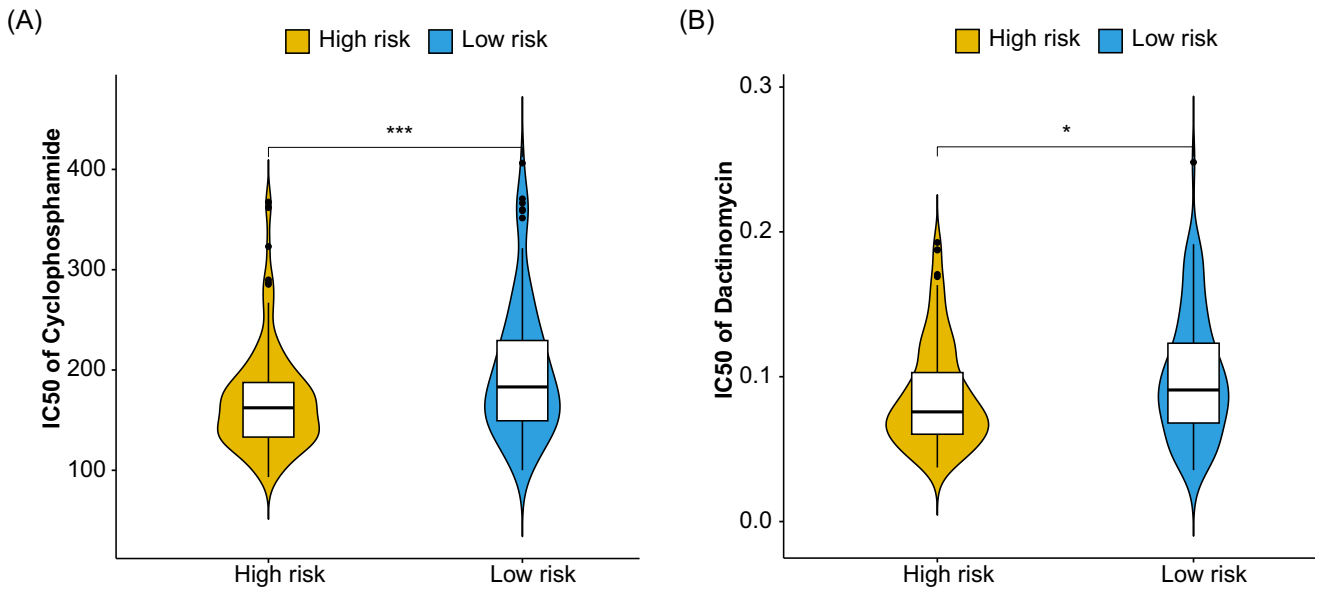 (A)
High risk Low risk
IC50 of Cyclophosphamide
400
300
200
100
***
High risk Low risk
(B)
High risk Low risk
IC50 of Dactinomycin
0.3
0.2
0.1
0.0
*
High risk Low risk